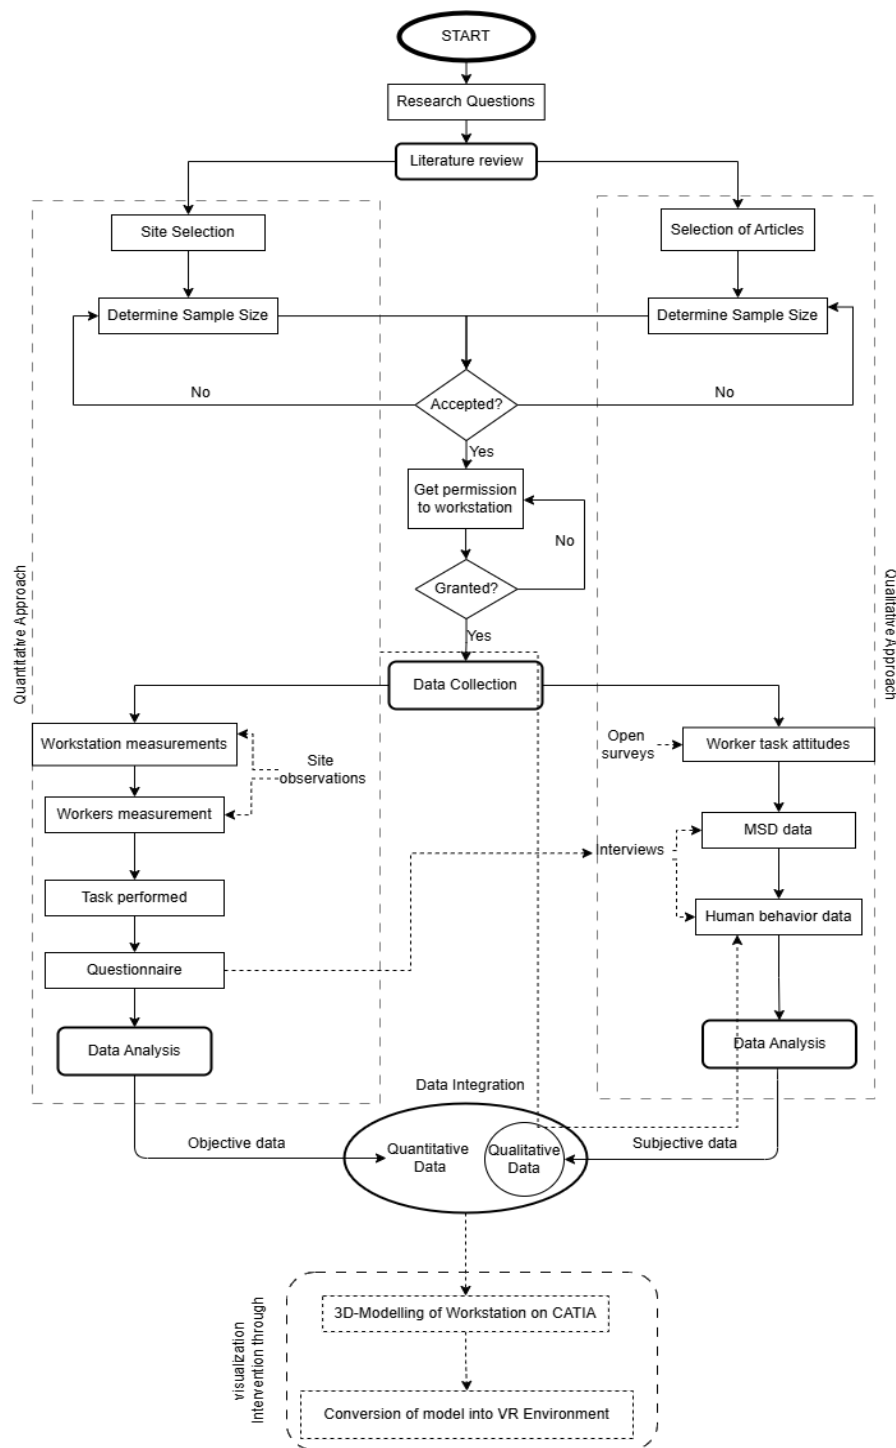 START
Research Questions
Literature review
Site Selection
Selection of Articles
Determine Sample Size
Determine Sample Size
No
Accepted?
No
Yes
Get permission
to workstation
No
Granted?
Yes
Quantitative Approach
Qualitative Approach
Data Collection
Workstation measurements
Site
observations
Open
surveys
Worker task attitudes
Workers measurement
MSD data
Interviews
Task performed
Human behavior data
Questionnaire
Data Analysis
Data Analysis
Data Integration
Objective data
Quantitative
Data
Qualitative
Data
Subjective data
visualization
Intervention through
3D-Modelling of Workstation on CATIA
Conversion of model into VR Environment